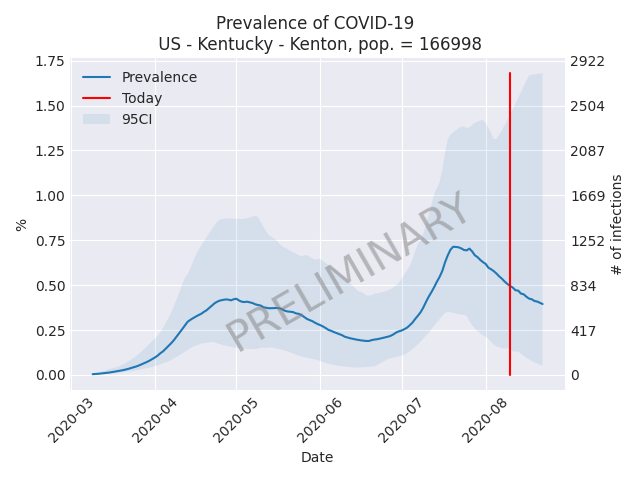 Prevalence of COVID-19
US - Kentucky - Kenton, pop. = 166998
1.75
1.50
1.25
1.00
0.75
0.50
0.25
0.00
%
Prevalence
Today
95CI
PRELIMINARY
2922
2504
2087
1669
1252
834
417
0
# of infections
2020-03
2020-04
2020-05
2020-06
2020-07
2020-08
Date